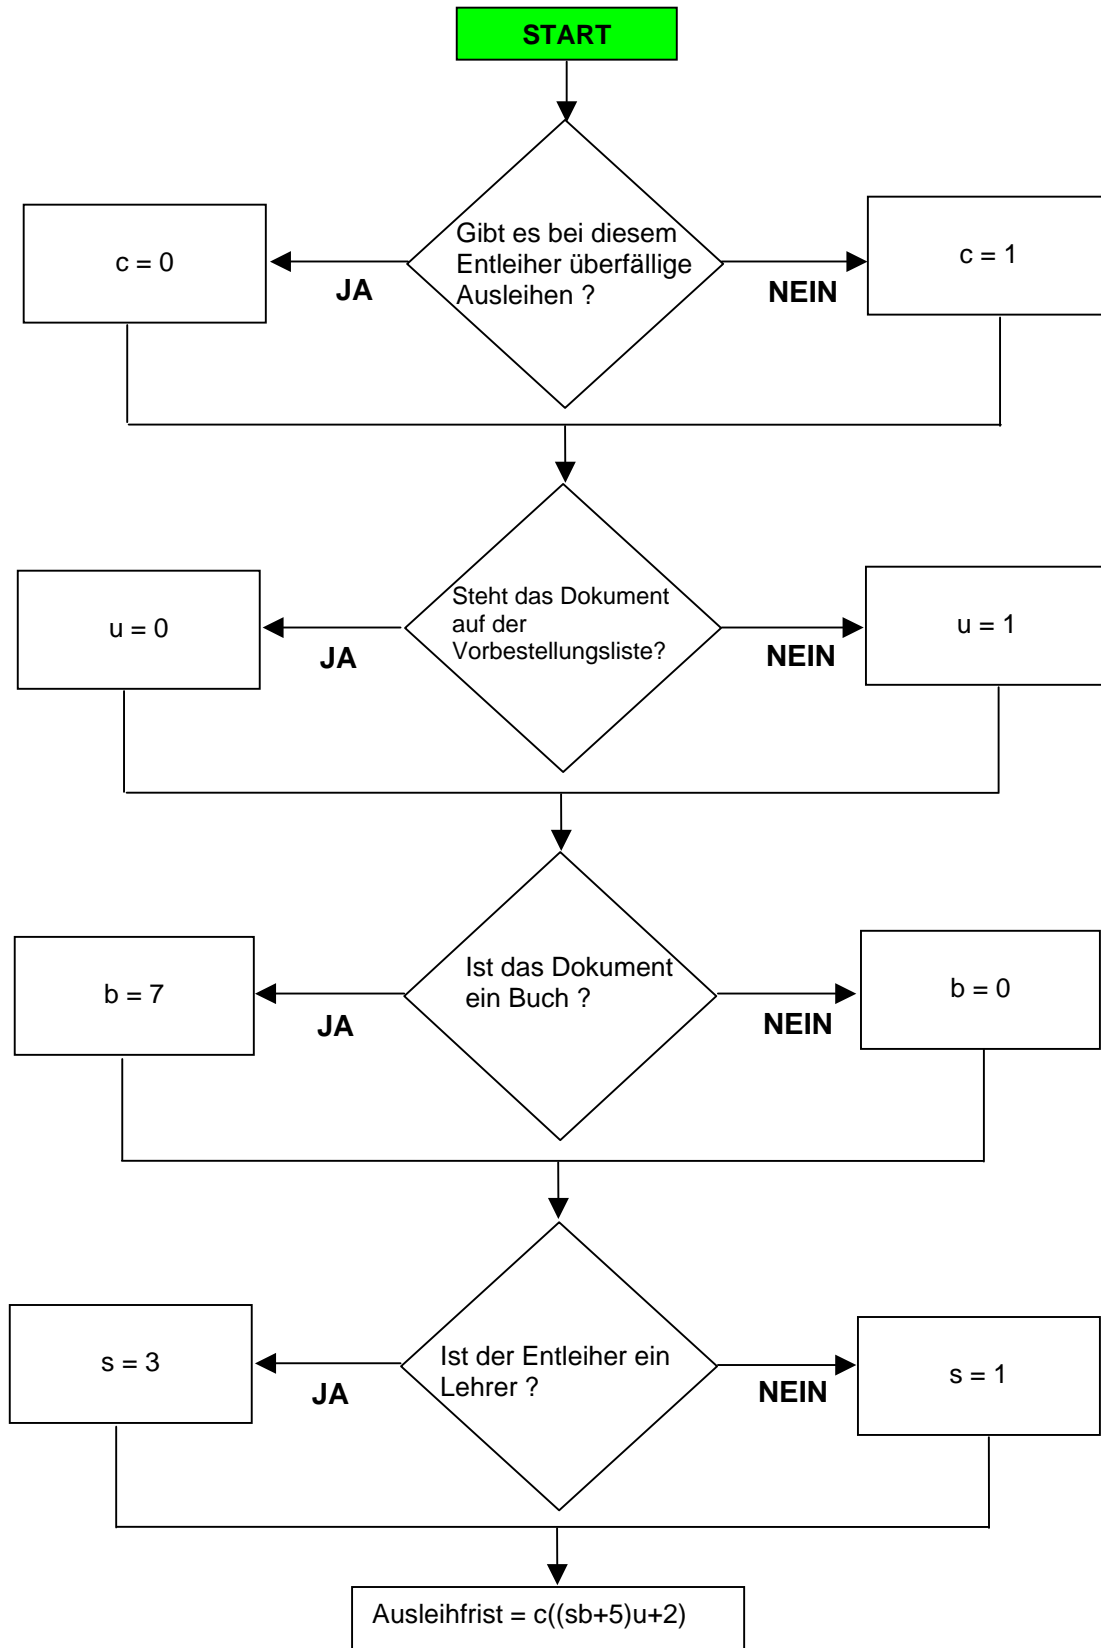 START
Gibt es bei diesem
Entleiher überfällige
Ausleihen ?
c = 0
JA
NEIN
c = 1
Steht das Dokument
auf der
Vorbestellungsliste?
u = 0
JA
NEIN
u = 1
Ist das Dokument
ein Buch ?
b = 7
JA
NEIN
b = 0
Ist der Entleiher ein
Lehrer ?
s = 3
JA
NEIN
s = 1
Ausleihfrist = c((sb+5)u+2)